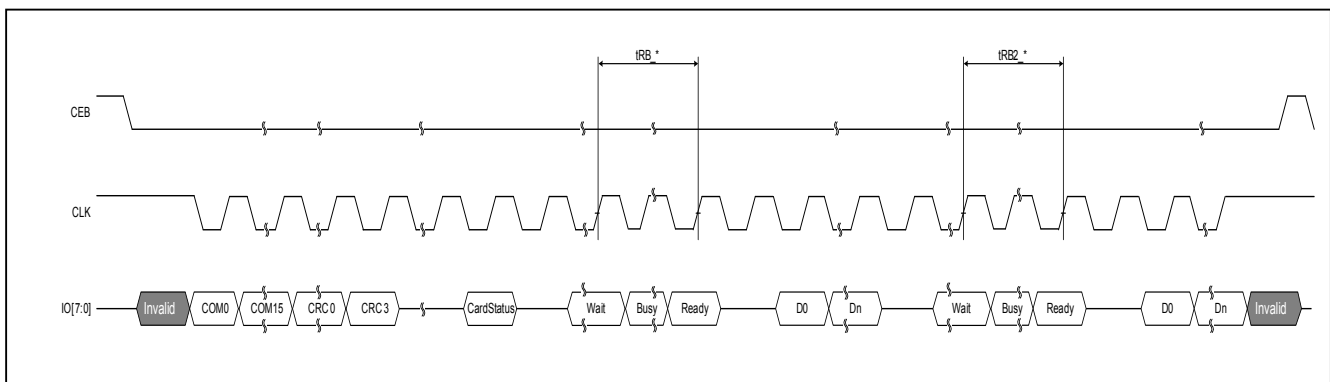 tRB_* tRB2_*
CEB
CLK
IO[7:0] Invalid COM0 COM15 CRC 0 CRC 3 CardStatus Wait Busy Ready D0 Dn Wait Busy Ready D0 Dn Invalid